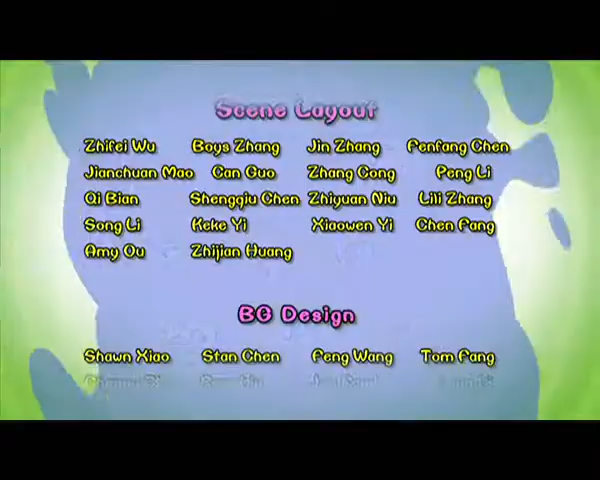 Scene Layout
Zhifei Wu Boys Zhang Jin Zhang Fenfang Chen
Jianchuan Mao Can Guo Zhang Cong Peng Li
Qi Bian Shengqiu Chen Zhiyuan Niu Lili Zhang
Song Li Keke Yi Xiaowen Yi Chen Fang
Amy Ou Zhijian Huang
BG Design
Shawn Xiao Stan Chen Feng Wang Tom Fang